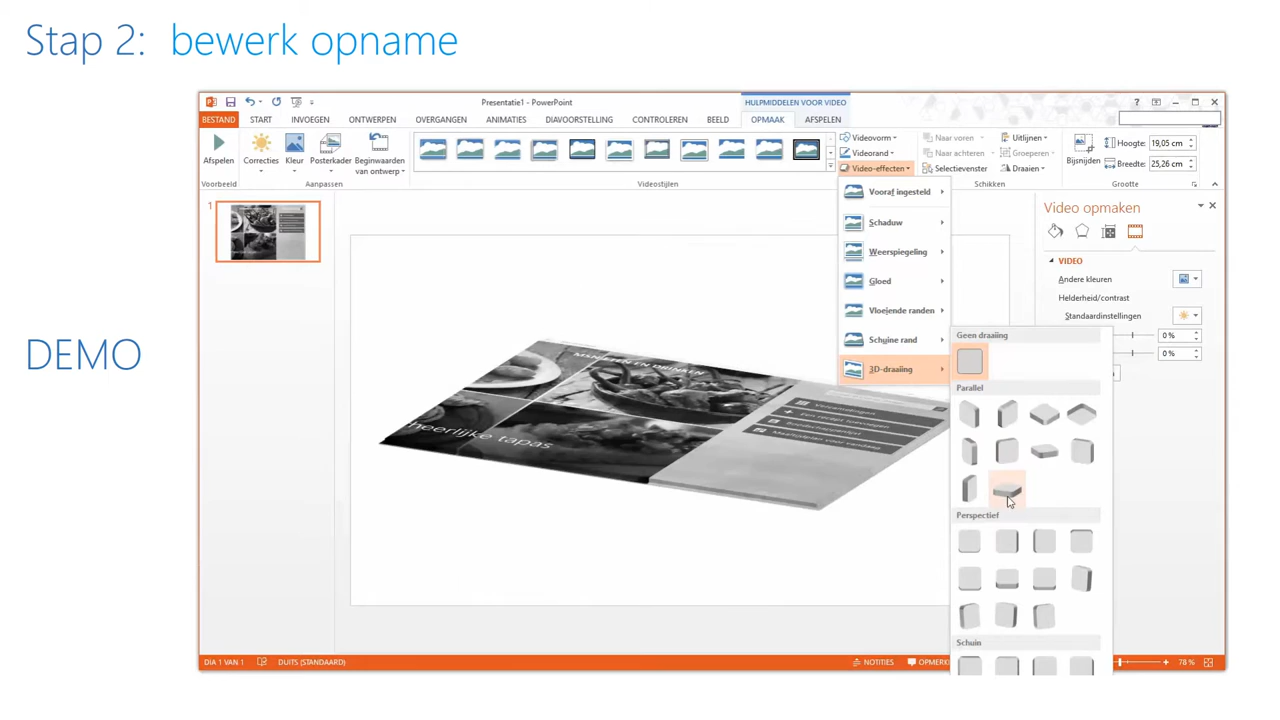 Stap 2: bewerk opname
DEMO
Presentatie1 - PowerPoint
HULPMIDDELEN VOOR VIDEO
BESTAND START INVOEGEN ONTWERPEN OVERGANGEN ANIMATIES DIAVOORSTELLING CONTROLEREN BEELD OPMAAK AFSPELEN
Afspelen
Correcties
Kleur
Posterkader
Beginwaarden
van ontwerp
Videovorm
Videorand
Video-effecten
Naar voren
Naar achteren
Selectievenster
Uitlijnen
Groeperen
Draaien
Bijsnijden
Hoogte: 19,05 cm
Breedte: 25,26 cm
Voorbeeld Aanpassen Videostijlen Schikken Grootte
1
Vooraf ingesteld
Schaduw
Weerspiegeling
Gloed
Vloeiende randen
Schuine rand
3D-draaiing
Geen draaiing
Parallel
Perspectief
Schuin
Video opmaken
VIDEO
Andere kleuren
Helderheid/contrast
Standaardinstellingen
0 %
0 %
heerlijke tapas
DIA 1 VAN 1 DUITS (STANDAARD) NOTITIES OPMERK 78 %